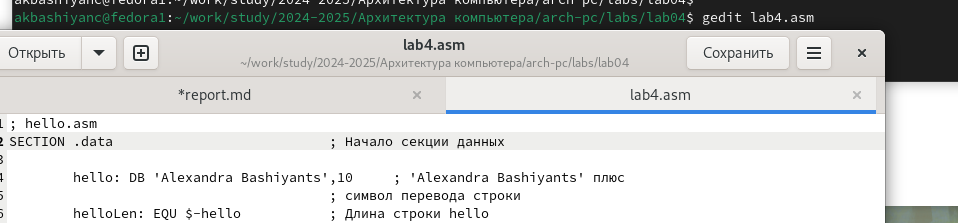 akbashiyanc@fedora1:~/work/study/2024-2025/Архитектура компьютера/arch-pc/labs/lab04$
akbashiyanc@fedora1:~/work/study/2024-2025/Архитектура компьютера/arch-pc/labs/lab04$ gedit lab4.asm
Открыть
lab4.asm
~/work/study/2024-2025/Архитектура компьютера/arch-pc/labs/lab04
Сохранить
*report.md × lab4.asm ×
1 ; hello.asm
2 SECTION .data ; Начало секции данных
3
4 hello: DB 'Alexandra Bashiyants',10 ; 'Alexandra Bashiyants' плюс
5 ; символ перевода строки
6 helloLen: EQU $-hello ; Длина строки hello